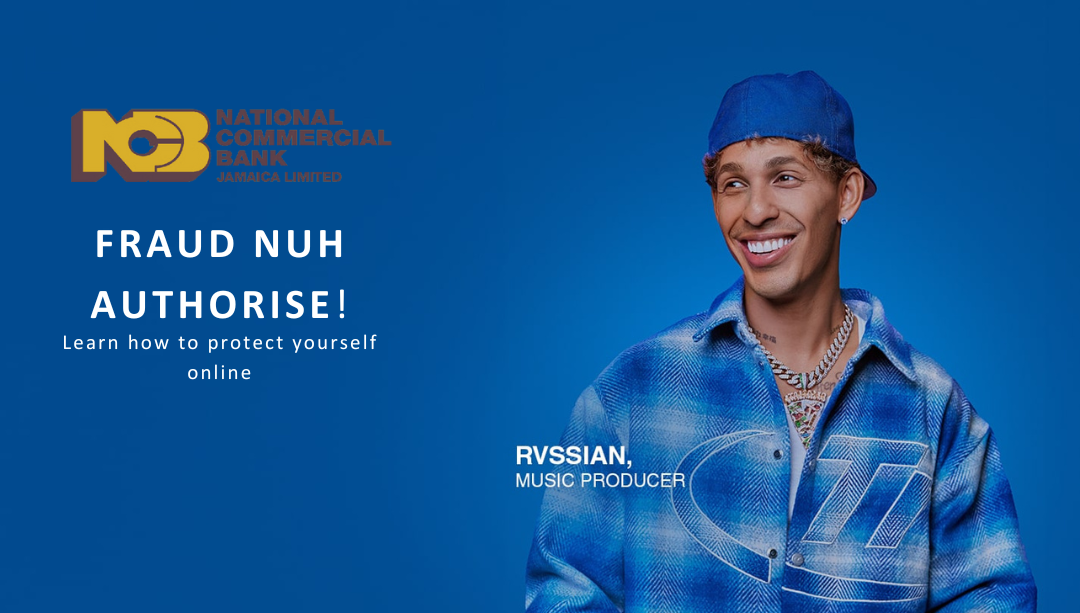 NCB
NATIONAL
COMMERCIAL
BANK
JAMAICA LIMITED
FRAUD NUH
AUTHORISE!
Learn how to protect yourself
online
RVSSIAN,
MUSIC PRODUCER